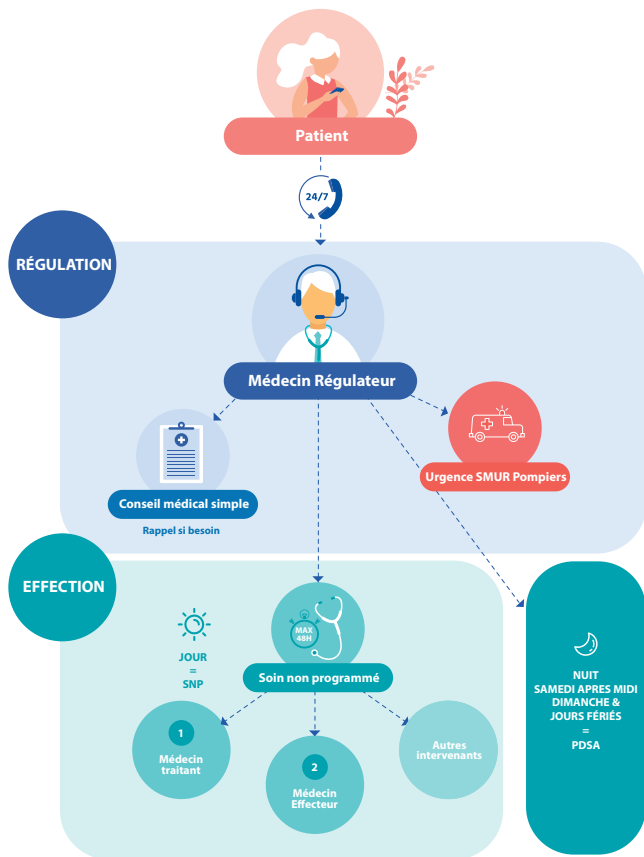 Patient
24/7
RÉGULATION
Médecin Régulateur
Urgence SMUR Pompiers
Conseil médical simple
Rappel si besoin
EFFECTION
MAX
48H
JOUR
=
SNP
Soin non programmé
1
Médecin
traitant
2
Médecin
Effecteur
Autres
intervenants
NUIT
SAMEDI APRES MIDI
DIMANCHE &
JOURS FÉRIÉS
=
PDSA